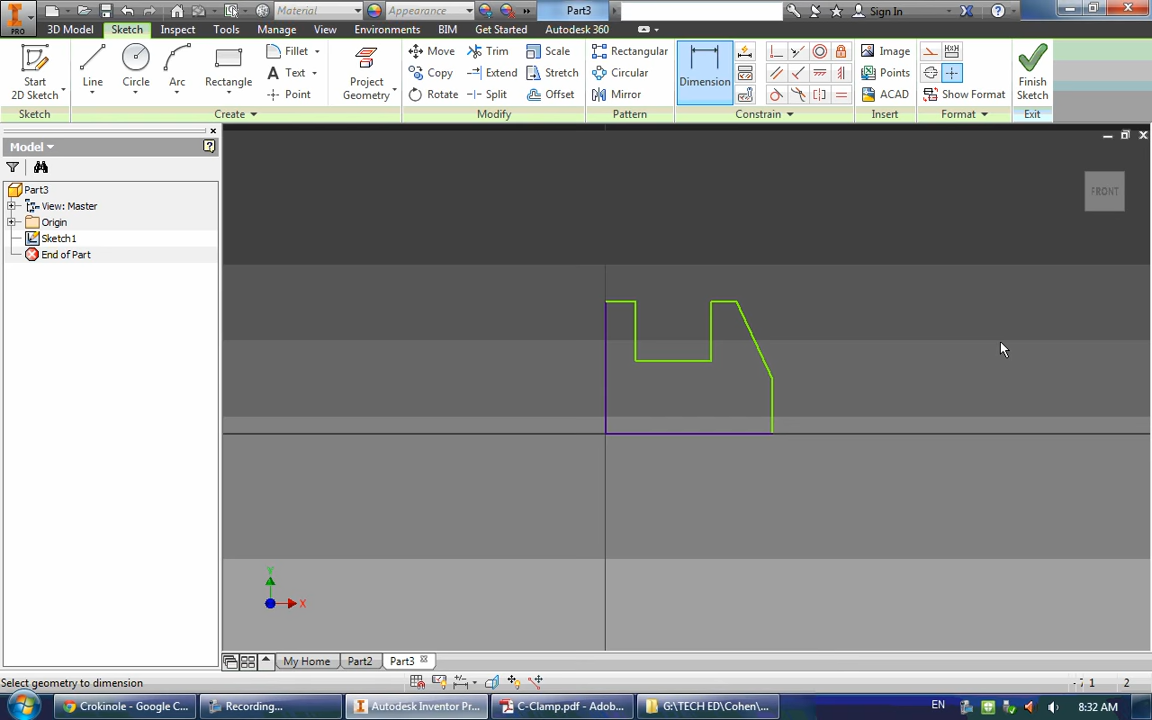 Material
Appearance
Part3
Sign In
PRO
3D Model
Sketch
Inspect
Tools
Manage
View
Environments
BIM
Get Started
Autodesk 360
Start
2D Sketch
Line
Circle
Arc
Rectangle
Fillet
Text
Point
Project
Geometry
Move
Copy
Rotate
Trim
Extend
Split
Scale
Stretch
Offset
Rectangular
Circular
Mirror
Dimension
Image
Points
ACAD
Show Format
Finish
Sketch
Sketch
Create
Modify
Pattern
Constrain
Insert
Format
Exit
Model
Part3
View: Master
Origin
Sketch1
End of Part
FRONT
Y
X
My Home
Part2
Part3
Select geometry to dimension
1
2
Crokinole - Google C...
Recording...
Autodesk Inventor Pr...
C-Clamp.pdf - Adob...
G:\TECH ED\Cohen\...
EN
8:32 AM